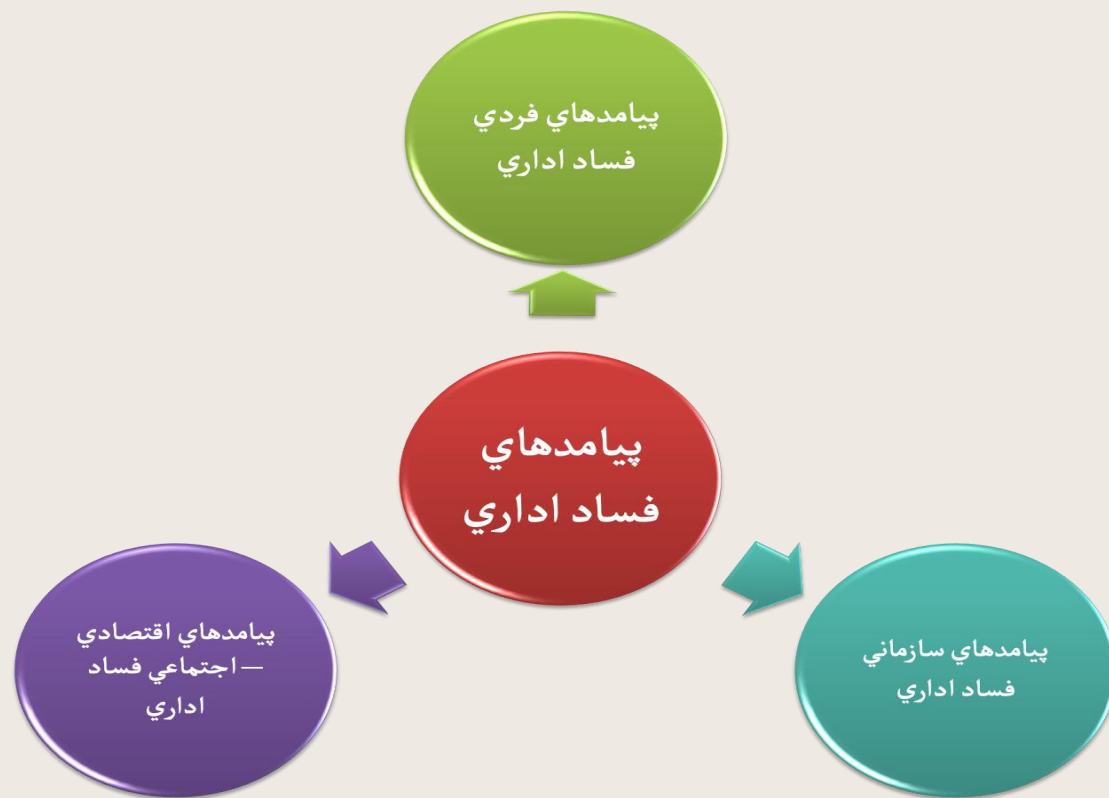 پيامدهاي فردي
فساد اداري
پيامدهاي
فساد اداري
پيامدهاي سازماني
فساد اداري
پيامدهاي اقتصادي
– اجتماعي فساد
اداري